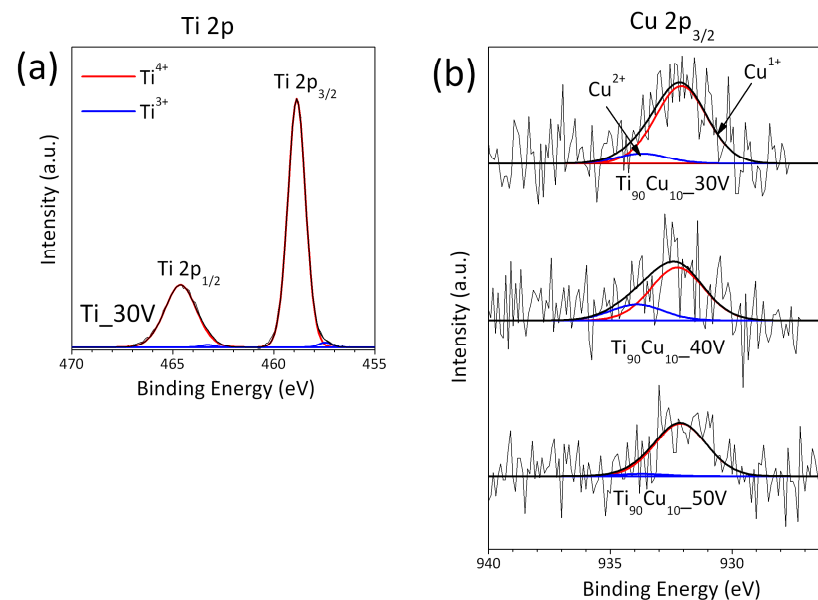 Ti 2p
(a)
Ti⁴⁺
Ti³⁺
Ti 2p₃/₂
Ti 2p₁/₂
Ti_30V
Intensity (a.u.)
470 465 460 455
Binding Energy (eV)
Cu 2p₃/₂
(b)
Cu²⁺
Cu¹⁺
Ti₉₀Cu₁₀_30V
Ti₉₀Cu₁₀_40V
Ti₉₀Cu₁₀_50V
Intensity (a.u.)
940 935 930
Binding Energy (eV)